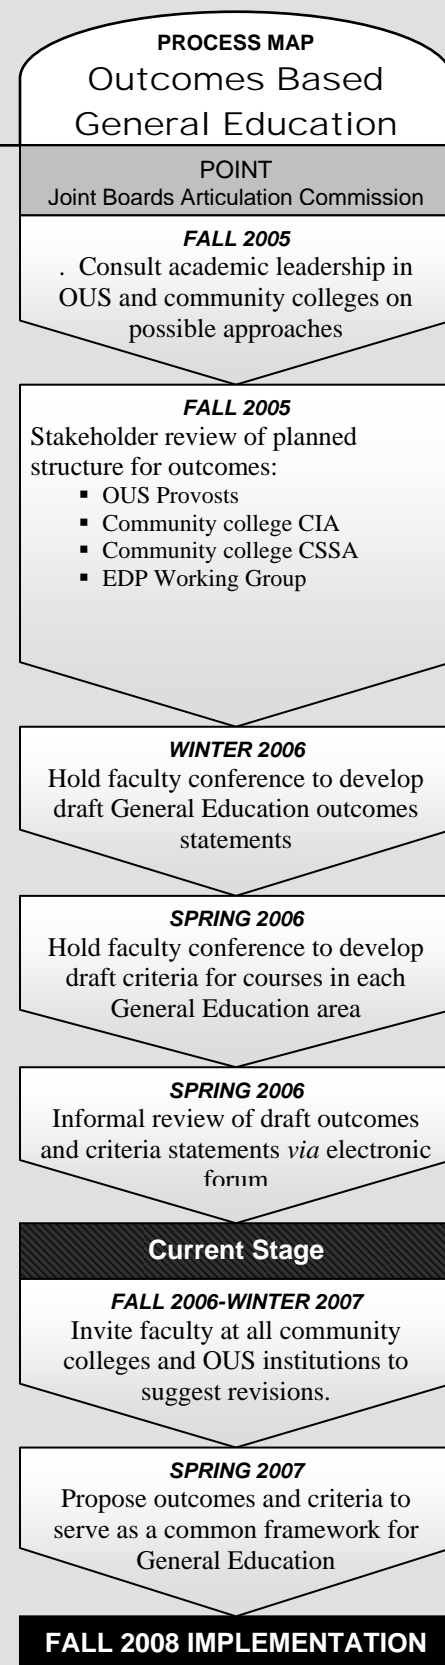 PROCESS MAP
Outcomes Based
General Education
POINT
Joint Boards Articulation Commission
FALL 2005
. Consult academic leadership in
OUS and community colleges on
possible approaches
FALL 2005
Stakeholder review of planned
structure for outcomes:
▪ OUS Provosts
▪ Community college CIA
▪ Community college CSSA
▪ EDP Working Group
WINTER 2006
Hold faculty conference to develop
draft General Education outcomes
statements
SPRING 2006
Hold faculty conference to develop
draft criteria for courses in each
General Education area
SPRING 2006
Informal review of draft outcomes
and criteria statements via electronic
forum
Current Stage
FALL 2006-WINTER 2007
Invite faculty at all community
colleges and OUS institutions to
suggest revisions.
SPRING 2007
Propose outcomes and criteria to
serve as a common framework for
General Education
FALL 2008 IMPLEMENTATION